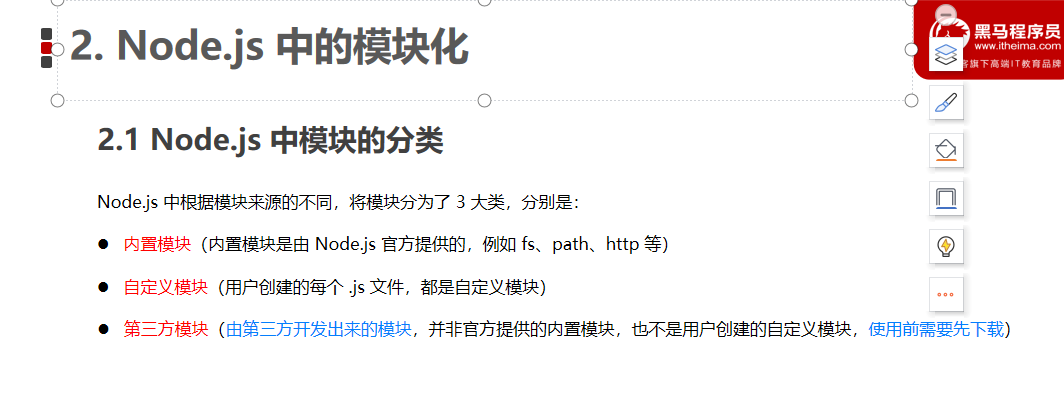 2. Node.js 中的模块化
黑马程序员
www.itheima.com
客旗下高端IT教育品牌
2.1 Node.js 中模块的分类
Node.js 中根据模块来源的不同，将模块分为了 3 大类，分别是：
内置模块（内置模块是由 Node.js 官方提供的，例如 fs、path、http 等）
自定义模块（用户创建的每个 .js 文件，都是自定义模块）
第三方模块（由第三方开发出来的模块，并非官方提供的内置模块，也不是用户创建的自定义模块，使用前需要先下载）